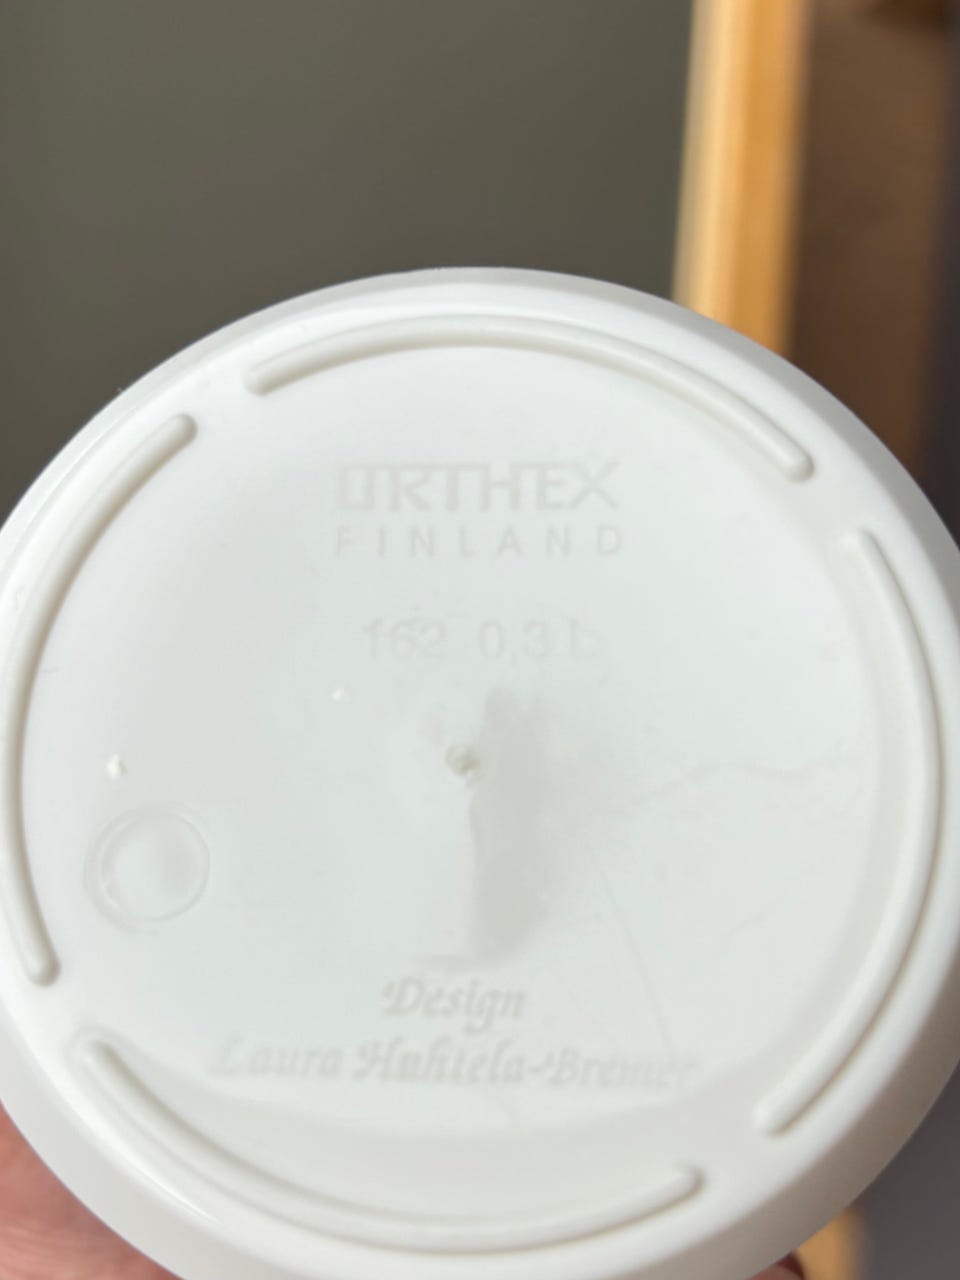 ORTHEX
FINLAND
162 0,3 L
Design
Laura Huhtela-Bremer